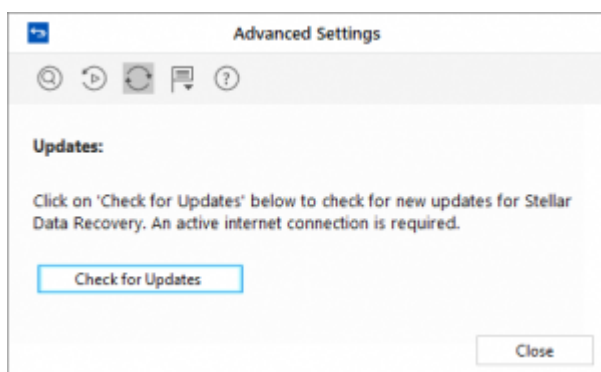 Advanced Settings
Updates:
Click on 'Check for Updates' below to check for new updates for Stellar
Data Recovery. An active internet connection is required.
Check for Updates
Close